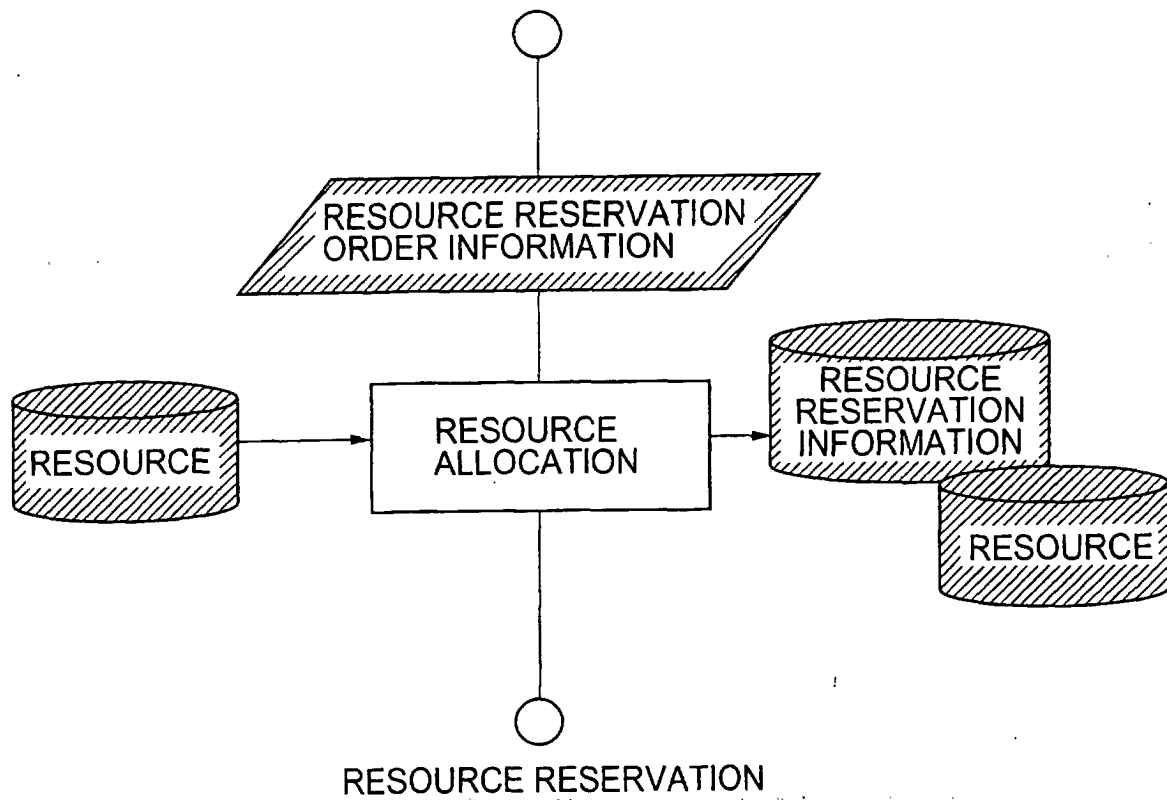 RESOURCE RESERVATION
ORDER INFORMATION
RESOURCE
RESOURCE
ALLOCATION
RESOURCE
RESERVATION
INFORMATION
RESOURCE
RESOURCE RESERVATION